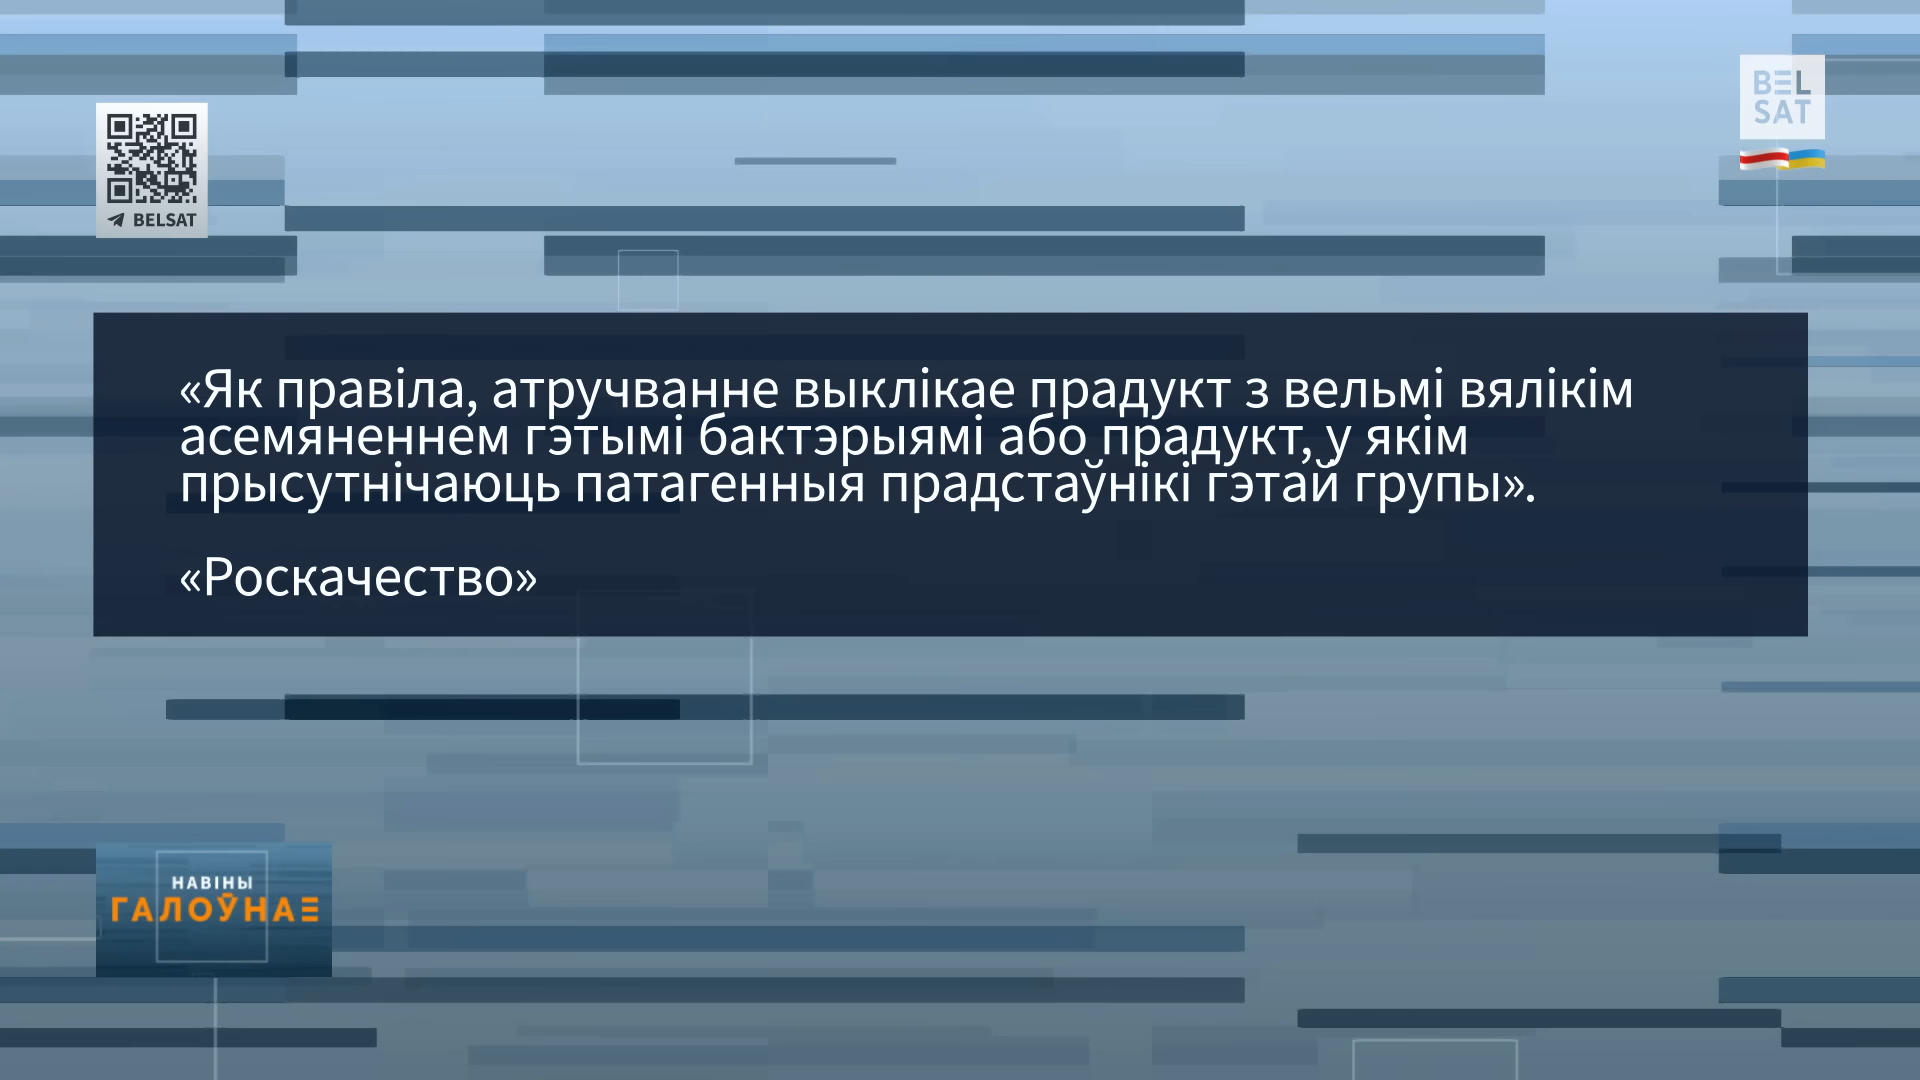 BEL
SAT
BELSAT
«Як правіла, атручванне выклікае прадукт з вельмі вялікім
асемяненнем гэтымі бактэрыямі або прадукт, у якім
прысутнічаюць патагенныя прадстаўнікі гэтай групы».
«Роскачество»
НАВІНЫ
ГАЛОЎНАЕ